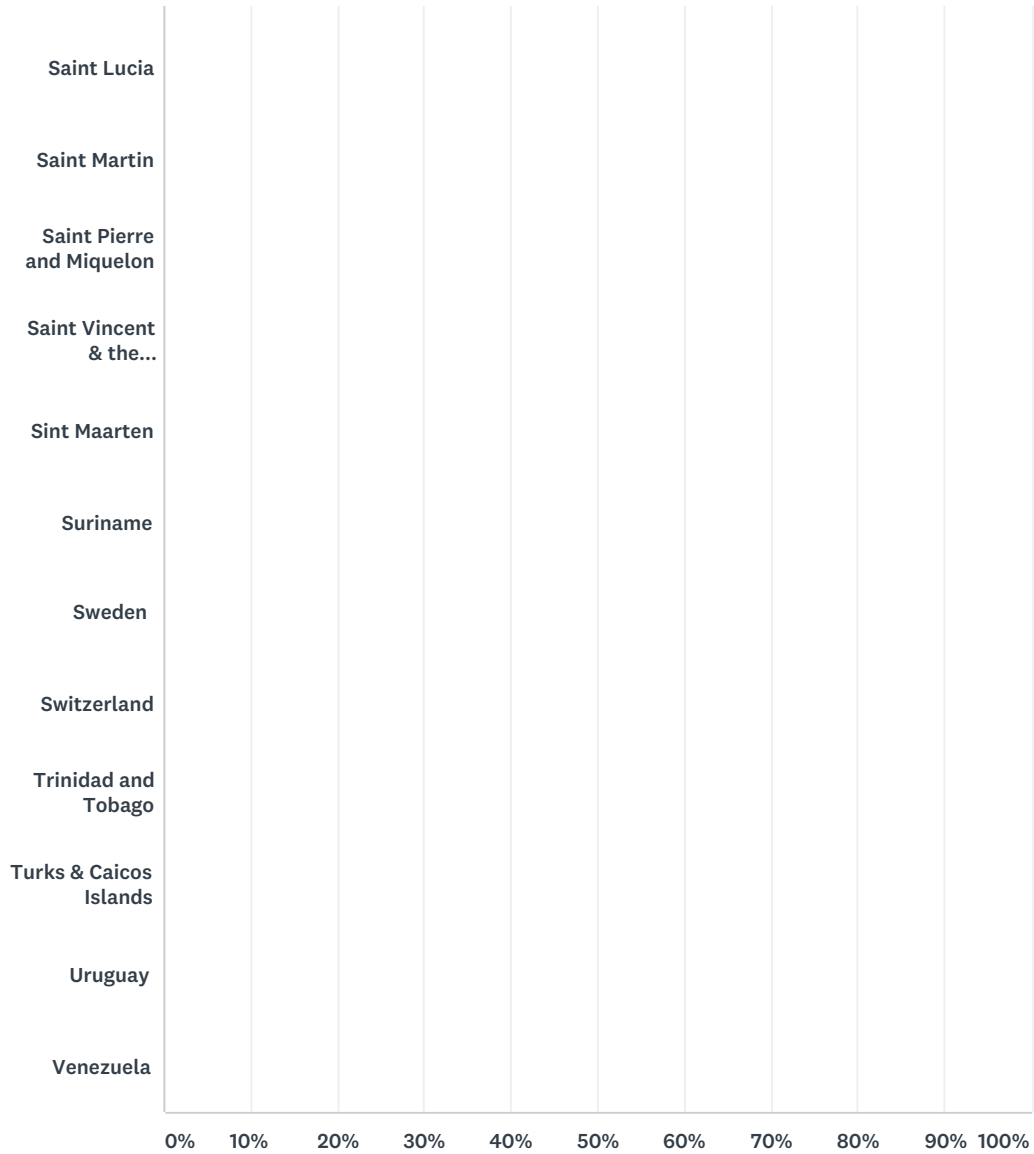 Saint Lucia
Saint Martin
Saint Pierre
and Miquelon
Saint Vincent
& the...
Sint Maarten
Suriname
Sweden
Switzerland
Trinidad and
Tobago
Turks & Caicos
Islands
Uruguay
Venezuela
0% 10% 20% 30% 40% 50% 60% 70% 80% 90% 100%